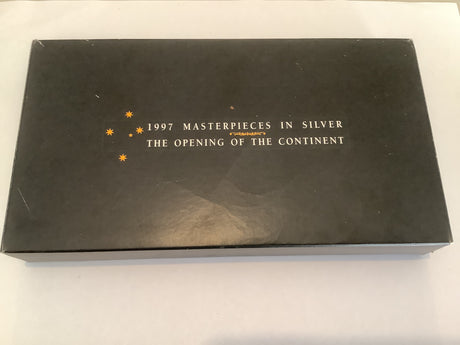 1997 MASTERPIECES IN SILVER
THE OPENING OF THE CONTINENT